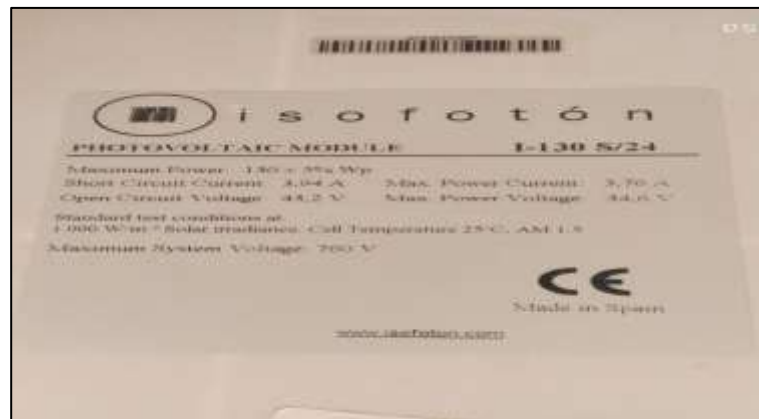 isofotón
PHOTOVOLTAIC MODULE I-130 S/24
Maximum Power: 130 ± 5% Wp
Short Circuit Current: 3,94 A Max. Power Current: 3,76 A
Open Circuit Voltage: 43,2 V Max. Power Voltage: 34,6 V
Standard test conditions at:
1 000 W/m² Solar irradiance. Cell Temperature 25°C. AM 1.5
Maximum System Voltage: 760 V
CE
Made in Spain
www.isofoton.com